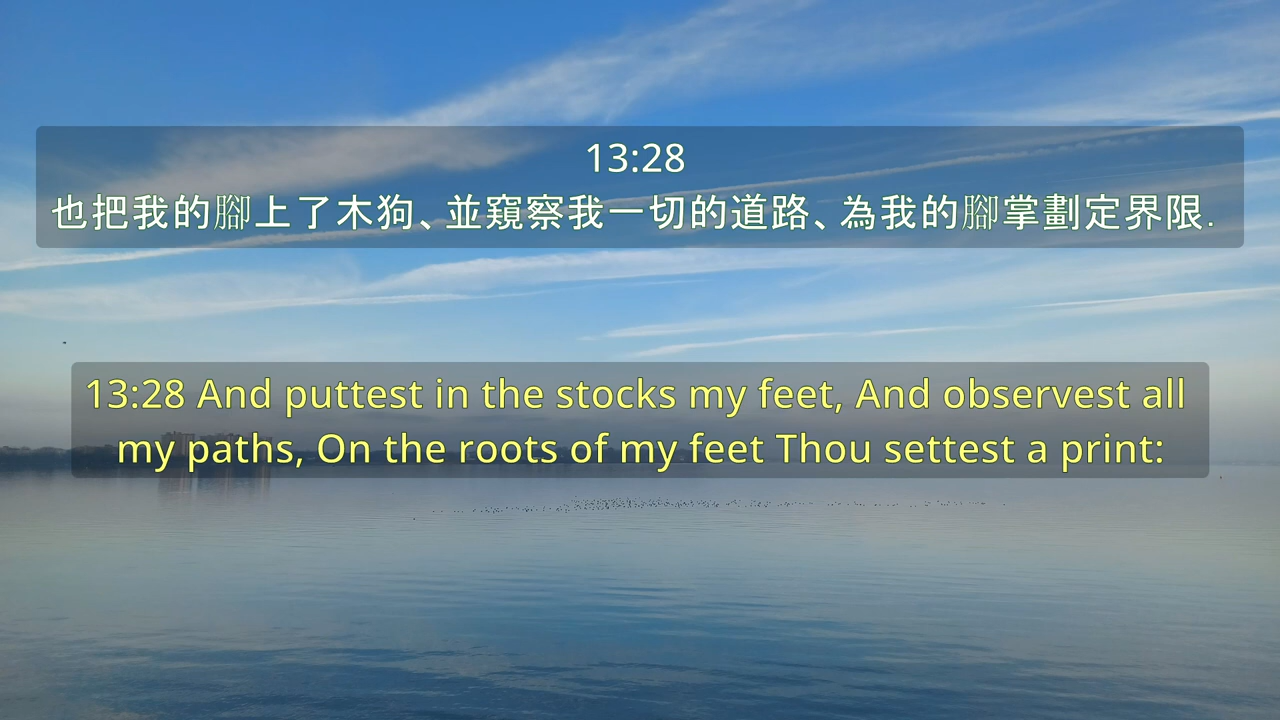 13:28
也把我的腳上了木狗、並窺察我一切的道路、為我的腳掌劃定界限.
13:28 And puttest in the stocks my feet, And observest all
my paths, On the roots of my feet Thou settest a print: